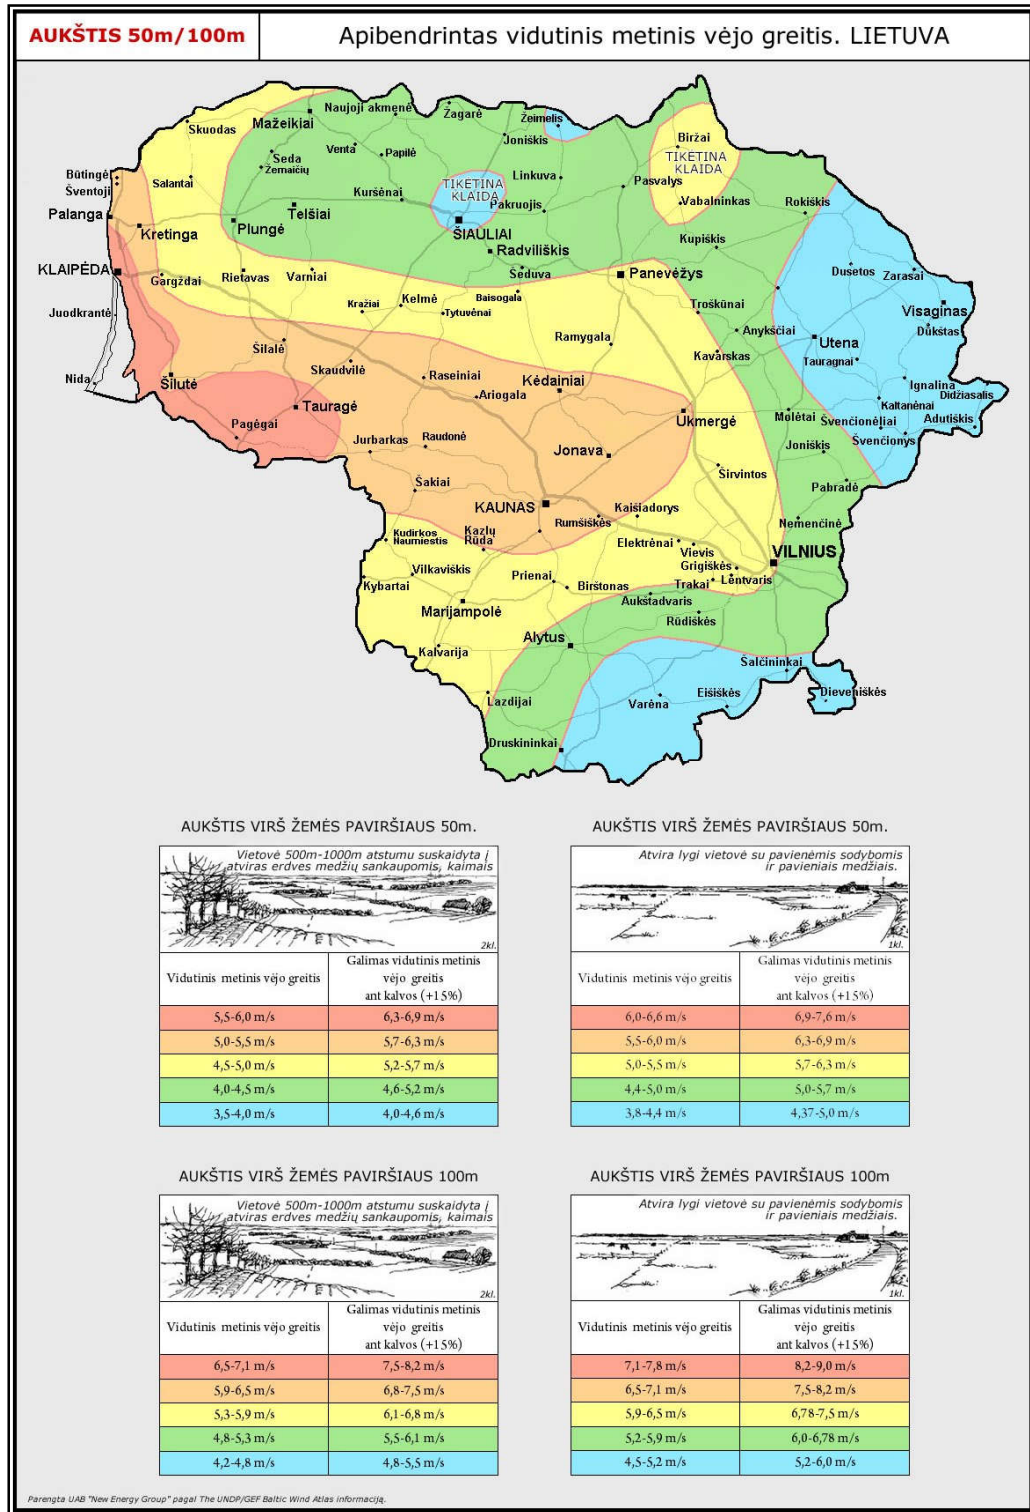 AUKŠTIS 50m/100m
Apibendrintas vidutinis metinis vėjo greitis. LIETUVA
Skuodas
Mažeikiai
Naujoji akmenė
Žagarė
Žeimelis
Biržai
Seda
Žemaičių
Venta
Papilė
Joniškis
TIKĖTINA
KLAIDA
Būtingė
Šventoji
Salantai
Kuršėnai
TIKĖTINA
KLAIDA
Linkuva
Pasvalys
Palanga
Kretinga
Plungė
Telšiai
ŠIAULIAI
Pakruojis
Vabalninkas
Rokiškis
Radviliškis
Kupiškis
KLAIPĖDA
Gargždai
Rietavas
Varniai
Šeduva
Panevėžys
Dusetos
Zarasai
Juodkrantė
Kražiai
Kelmė
Tytuvėnai
Baisogala
Troškūnai
Visaginas
Dūkštas
Ramygala
Anykščiai
Utena
Šilalė
Kavarskas
Tauragnai
Nida
Šilutė
Skaudvilė
Raseiniai
Ariogala
Kėdainiai
Ignalina
Didžiasalis
Kaltanėnai
Tauragė
Ukmergė
Molėtai
Švenčionėliai
Adutiškis
Pagėgai
Švenčionys
Jurbarkas
Raudonė
Jonava
Joniškis
Širvintos
Šakiai
Pabradė
KAUNAS
Rumšiškės
Kaišiadorys
Nemenčinė
Kudirkos
Naumiestis
Kazlų
Rūda
Elektrėnai
Vievis
Grigiškės
VILNIUS
Kybartai
Vilkaviškis
Prienai
Birštonas
Trakai
Lentvaris
Marijampolė
Aukštadvaris
Rūdiškės
Kalvarija
Alytus
Šalčininkai
Lazdijai
Varėna
Eišiškės
Dieveniškės
Druskininkai
AUKŠTIS VIRŠ ŽEMĖS PAVIRŠIAUS 50m.
Vietovė 500m-1000m atstumu suskaidyta į
atviras erdves medžių sankaupomis, kaimais
2kl.
Vidutinis metinis vėjo greitis
Galimas vidutinis metinis
vėjo greitis
ant kalvos (+15%)
5,5-6,0 m/s 6,3-6,9 m/s
5,0-5,5 m/s 5,7-6,3 m/s
4,5-5,0 m/s 5,2-5,7 m/s
4,0-4,5 m/s 4,6-5,2 m/s
3,5-4,0 m/s 4,0-4,6 m/s
AUKŠTIS VIRŠ ŽEMĖS PAVIRŠIAUS 50m.
Atvira lygi vietovė su pavienėmis sodybomis
ir pavieniais medžiais.
1kl.
Vidutinis metinis vėjo greitis
Galimas vidutinis metinis
vėjo greitis
ant kalvos (+15%)
6,0-6,6 m/s 6,9-7,6 m/s
5,5-6,0 m/s 6,3-6,9 m/s
5,0-5,5 m/s 5,7-6,3 m/s
4,4-5,0 m/s 5,0-5,7 m/s
3,8-4,4 m/s 4,37-5,0 m/s
AUKŠTIS VIRŠ ŽEMĖS PAVIRŠIAUS 100m
Vietovė 500m-1000m atstumu suskaidyta į
atviras erdves medžių sankaupomis, kaimais
2kl.
Vidutinis metinis vėjo greitis
Galimas vidutinis metinis
vėjo greitis
ant kalvos (+15%)
6,5-7,1 m/s 7,5-8,2 m/s
5,9-6,5 m/s 6,8-7,5 m/s
5,3-5,9 m/s 6,1-6,8 m/s
4,8-5,3 m/s 5,5-6,1 m/s
4,2-4,8 m/s 4,8-5,5 m/s
AUKŠTIS VIRŠ ŽEMĖS PAVIRŠIAUS 100m
Atvira lygi vietovė su pavienėmis sodybomis
ir pavieniais medžiais.
1kl.
Vidutinis metinis vėjo greitis
Galimas vidutinis metinis
vėjo greitis
ant kalvos (+15%)
7,1-7,8 m/s 8,2-9,0 m/s
6,5-7,1 m/s 7,5-8,2 m/s
5,9-6,5 m/s 6,78-7,5 m/s
5,2-5,9 m/s 6,0-6,78 m/s
4,5-5,2 m/s 5,2-6,0 m/s
Parengta UAB "New Energy Group" pagal The UNDP/GEF Baltic Wind Atlas informaciją.